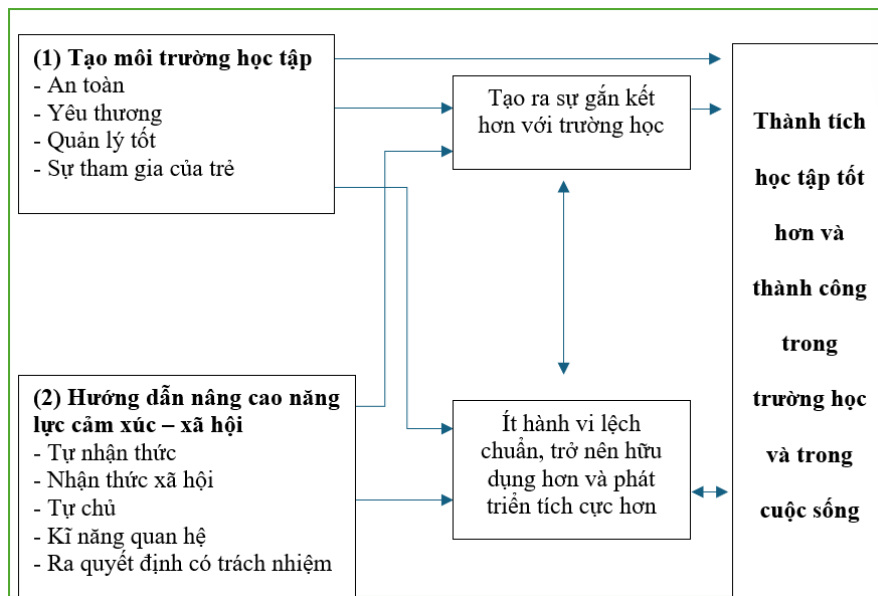 (1) Tạo môi trường học tập
- An toàn
- Yêu thương
- Quản lý tốt
- Sự tham gia của trẻ
Tạo ra sự gắn kết
hơn với trường học
(2) Hướng dẫn nâng cao năng
lực cảm xúc – xã hội
- Tự nhận thức
- Nhận thức xã hội
- Tự chủ
- Kĩ năng quan hệ
- Ra quyết định có trách nhiệm
Ít hành vi lệch
chuẩn, trở nên hữu
dụng hơn và phát
triển tích cực hơn
Thành tích
học tập tốt
hơn và
thành công
trong
trường học
và trong
cuộc sống